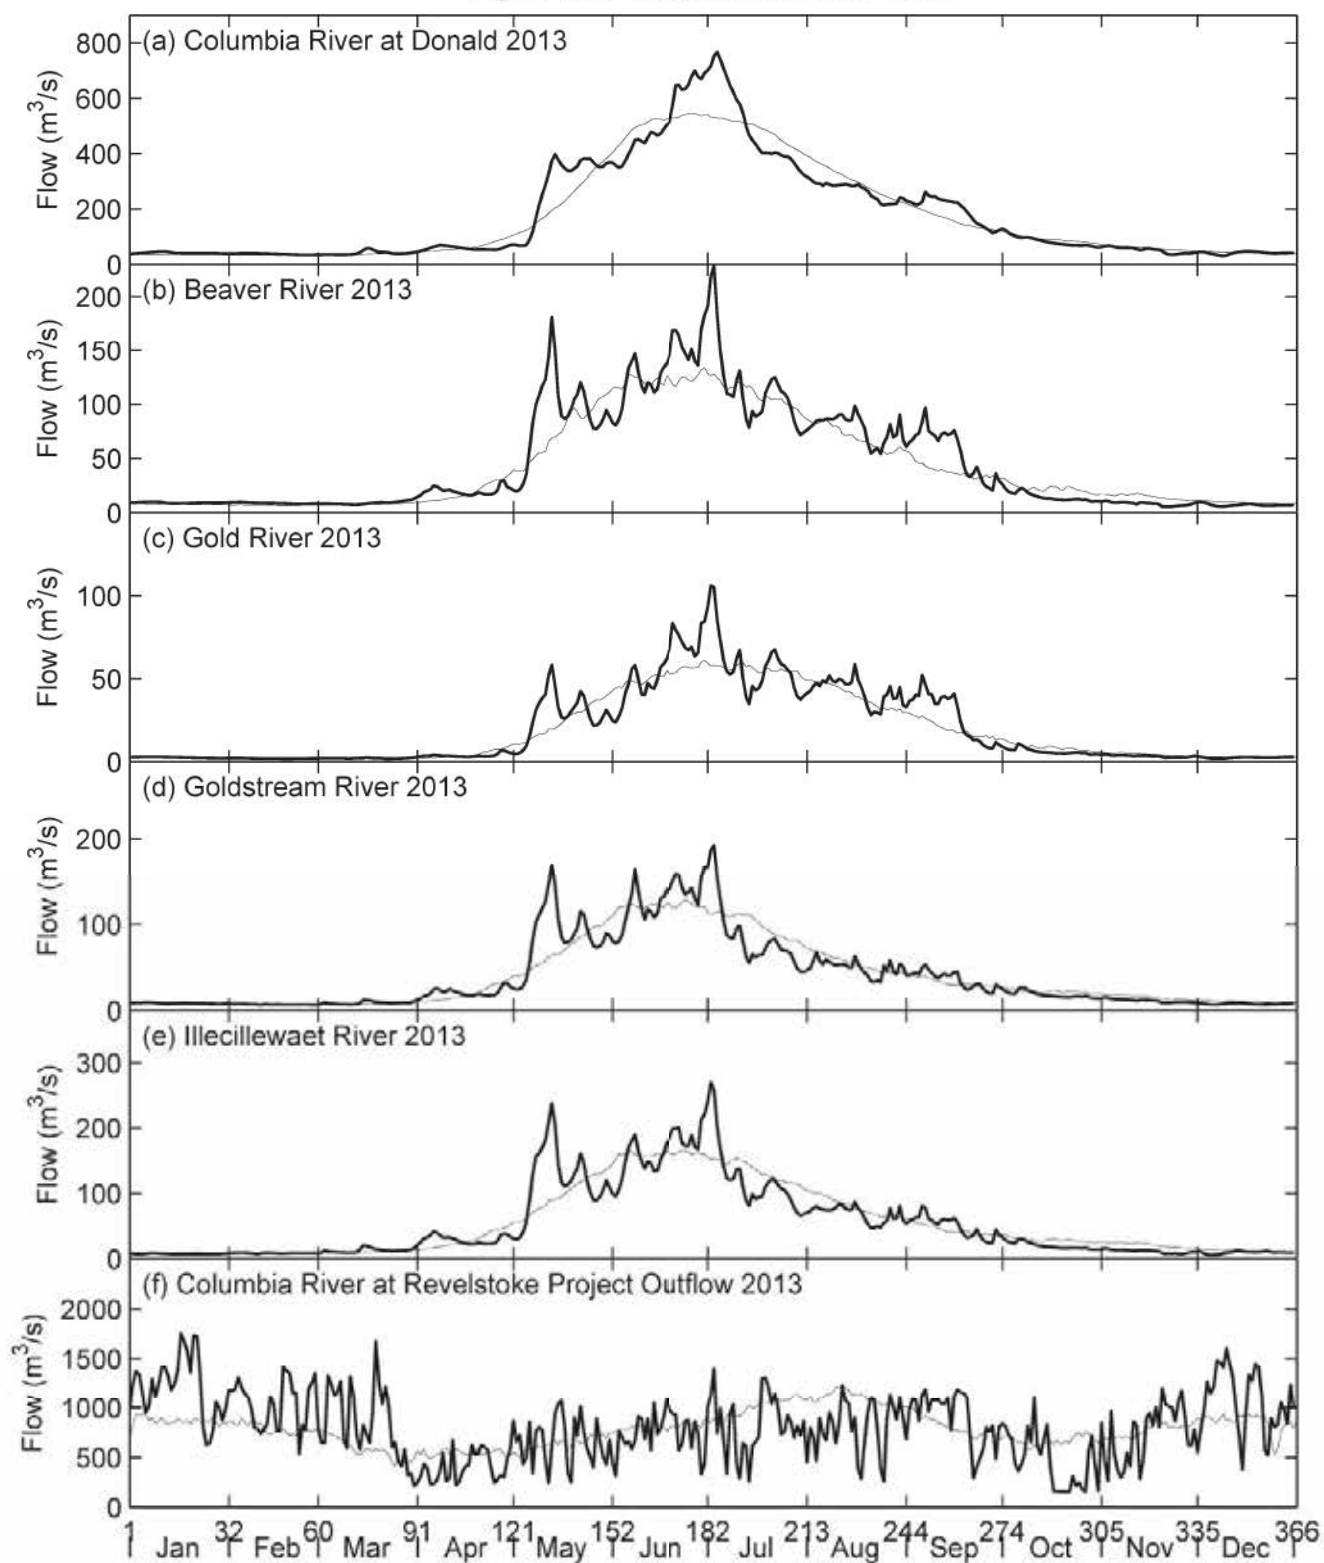 (a) Columbia River at Donald 2013
Flow (m³/s)
800
600
400
200
0
(b) Beaver River 2013
Flow (m³/s)
200
150
100
50
0
(c) Gold River 2013
Flow (m³/s)
100
50
0
(d) Goldstream River 2013
Flow (m³/s)
200
100
0
(e) Illecillewaet River 2013
Flow (m³/s)
300
200
100
0
(f) Columbia River at Revelstoke Project Outflow 2013
Flow (m³/s)
2000
1500
1000
500
0
1 32 60 91 121 152 182 213 244 274 305 335 366
Jan Feb Mar Apr May Jun Jul Aug Sep Oct Nov Dec